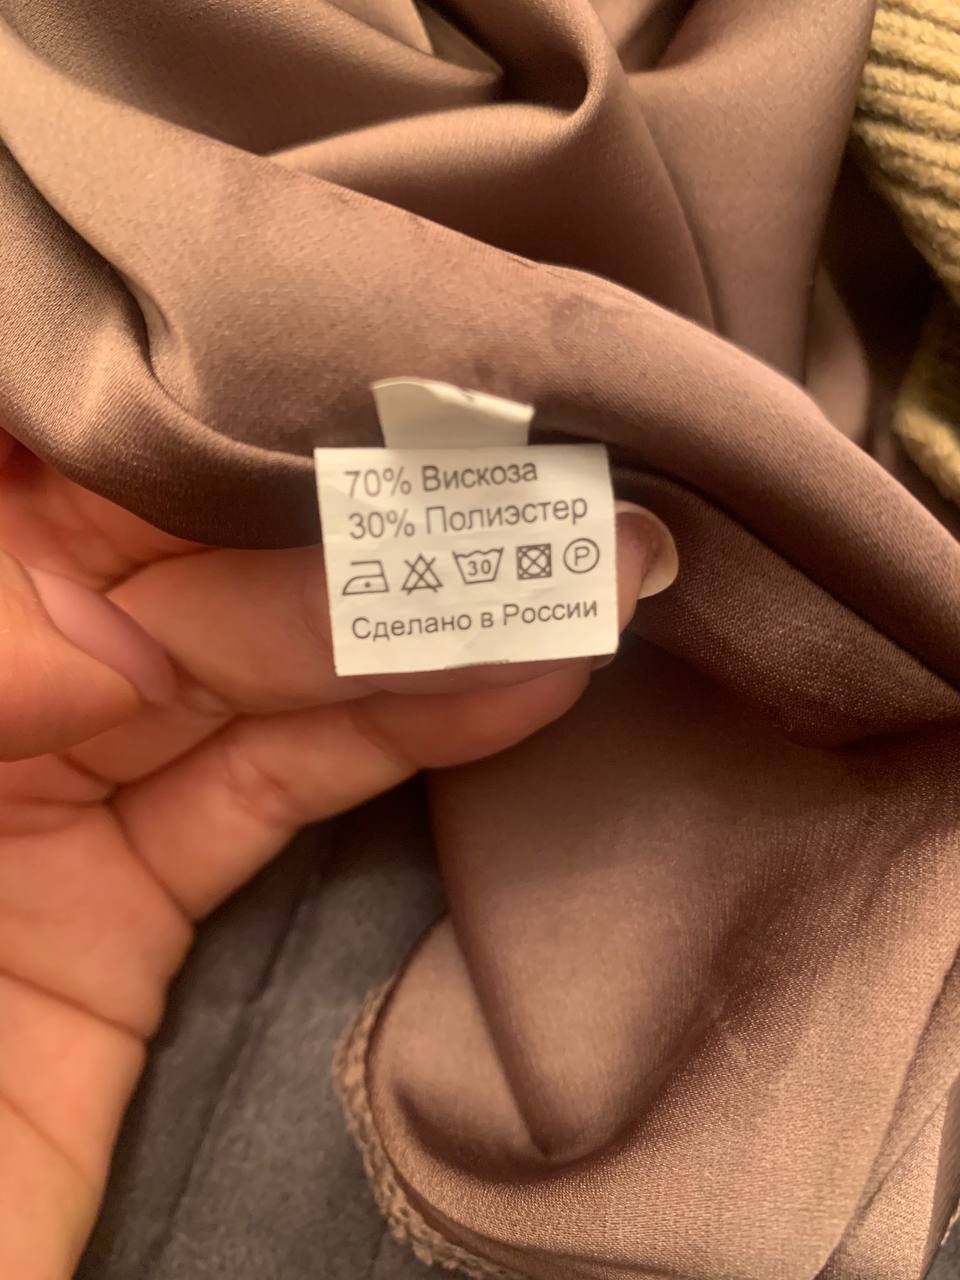 70% Вискоза
30% Полиэстер
30 P
Сделано в России